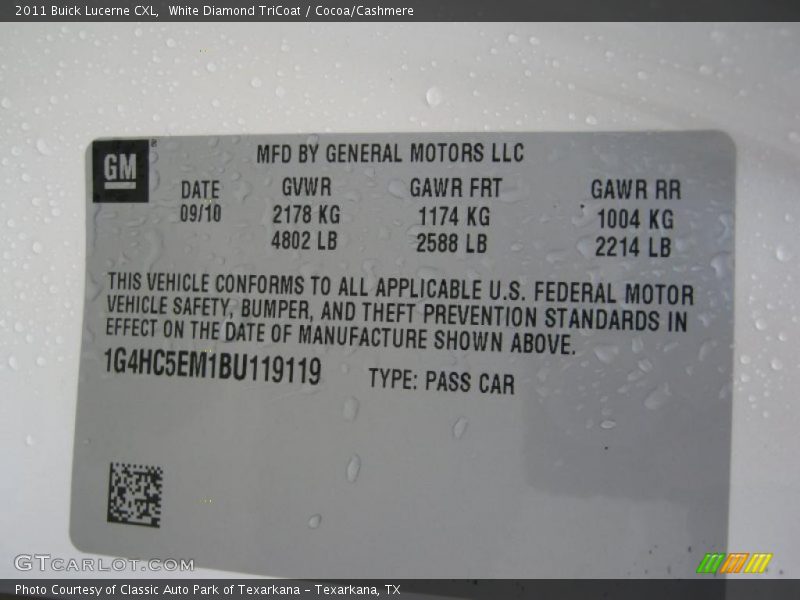 2011 Buick Lucerne CXL,  White Diamond TriCoat / Cocoa/Cashmere
GM
MFD BY GENERAL MOTORS LLC
DATE GVWR GAWR FRT GAWR RR
09/10 2178 KG 1174 KG 1004 KG
4802 LB 2588 LB 2214 LB
THIS VEHICLE CONFORMS TO ALL APPLICABLE U.S. FEDERAL MOTOR
VEHICLE SAFETY, BUMPER, AND THEFT PREVENTION STANDARDS IN
EFFECT ON THE DATE OF MANUFACTURE SHOWN ABOVE.
1G4HC5EM1BU119119 TYPE: PASS CAR
GTCARLOT.COM
Photo Courtesy of Classic Auto Park of Texarkana – Texarkana, TX